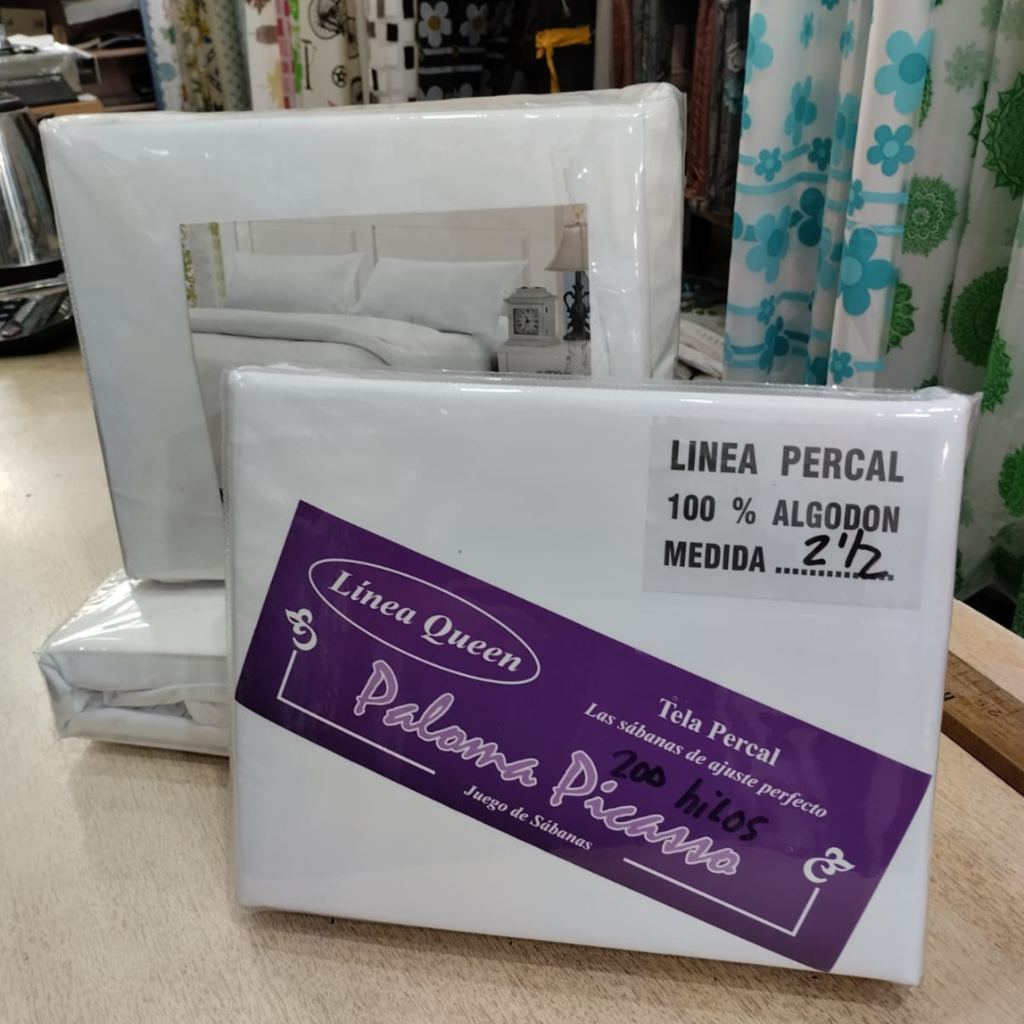 LINEA PERCAL
100 % ALGODON
MEDIDA .............. 2 1/2
Línea Queen
Paloma Picasso
Juego de Sábanas
Tela Percal
Las sábanas de ajuste perfecto
200 hilos